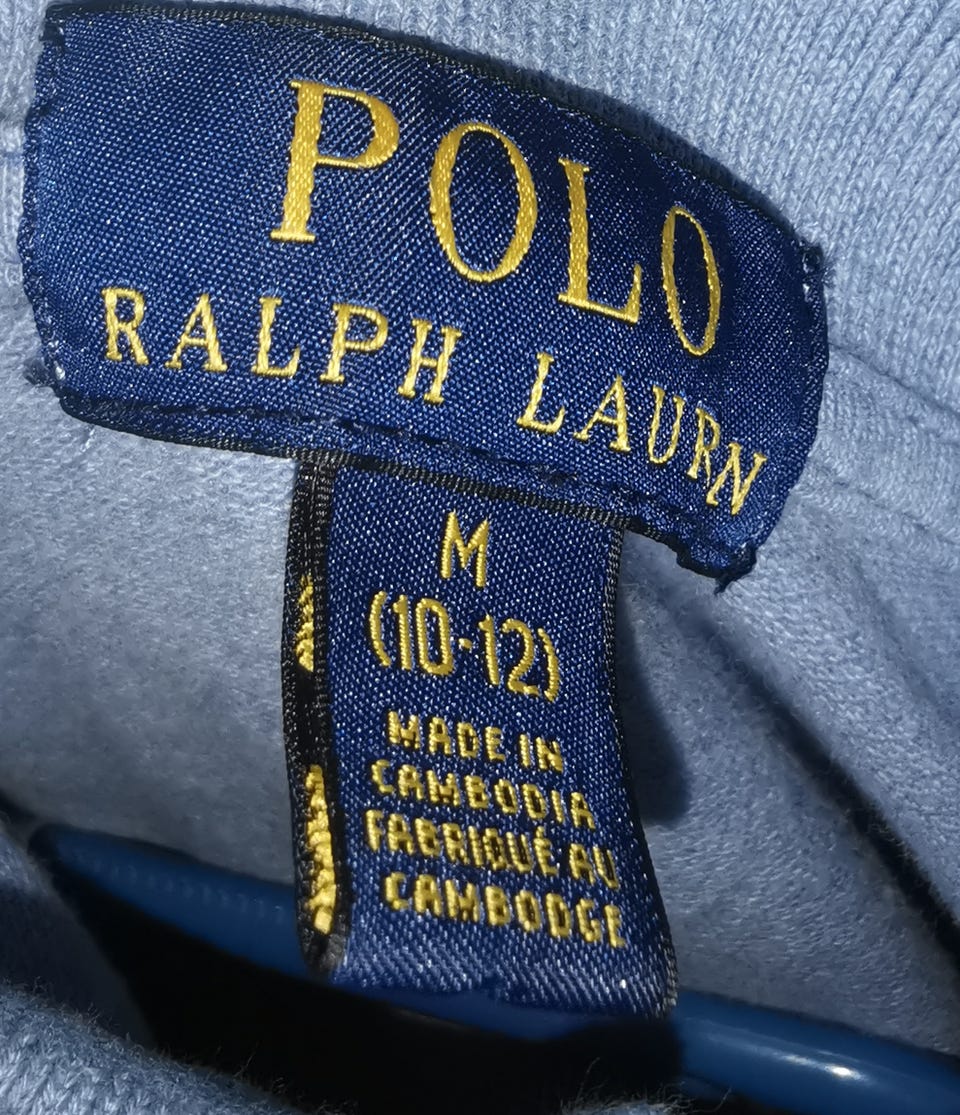 POLO
RALPH LAURN
M
(10-12)
MADE IN
CAMBODIA
FABRIQUÉ AU
CAMBODGE